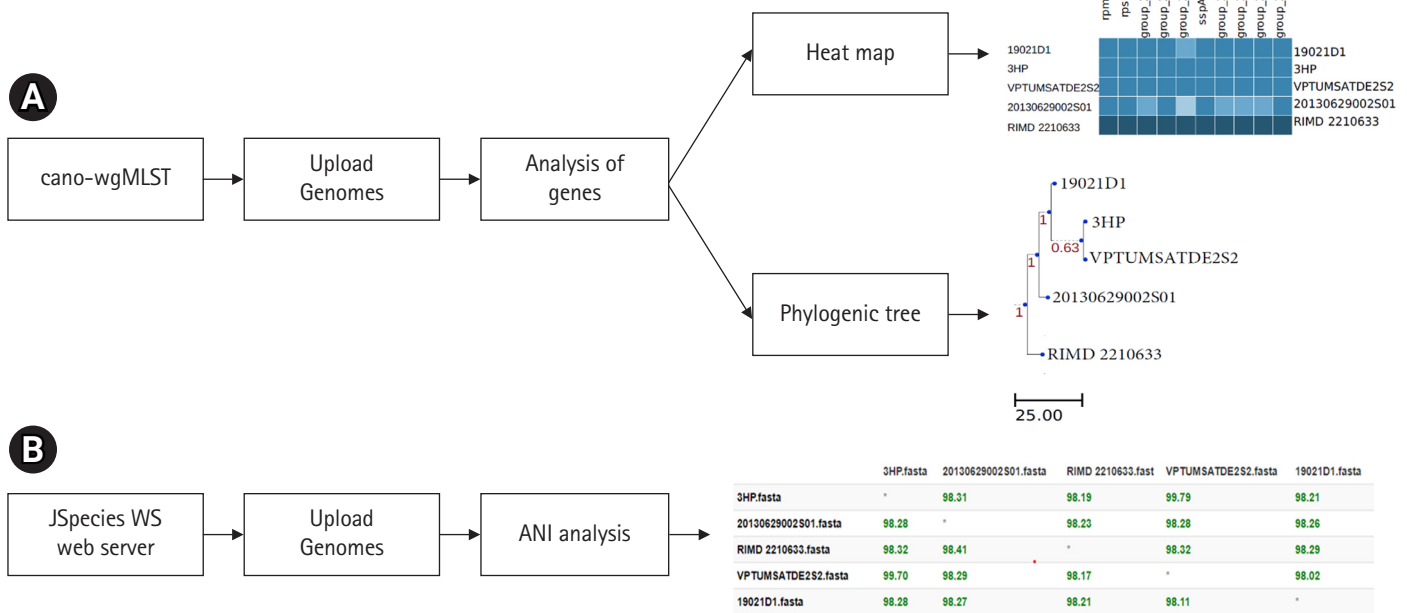 A
cano-wgMLST
Upload
Genomes
Analysis of
genes
Heat map
Phylogenic tree
sspA
19021D1
3HP
VPTUMSATDE2S2
20130629002S01
RIMD 2210633
19021D1
3HP
VPTUMSATDE2S2
20130629002S01
RIMD 2210633
19021D1
1
3HP
0.63
VPTUMSATDE2S2
1
20130629002S01
1
RIMD 2210633
25.00
B
JSpecies WS
web server
Upload
Genomes
ANI analysis
3HP.fasta 20130629002S01.fasta RIMD 2210633.fast VPTUMSATDE2S2.fasta 19021D1.fasta
3HP.fasta * 98.31 98.19 99.79 98.21
20130629002S01.fasta 98.28 * 98.23 98.28 98.26
RIMD 2210633.fasta 98.32 98.41 * 98.32 98.29
VPTUMSATDE2S2.fasta 99.70 98.29 98.17 * 98.02
19021D1.fasta 98.28 98.27 98.21 98.11 *